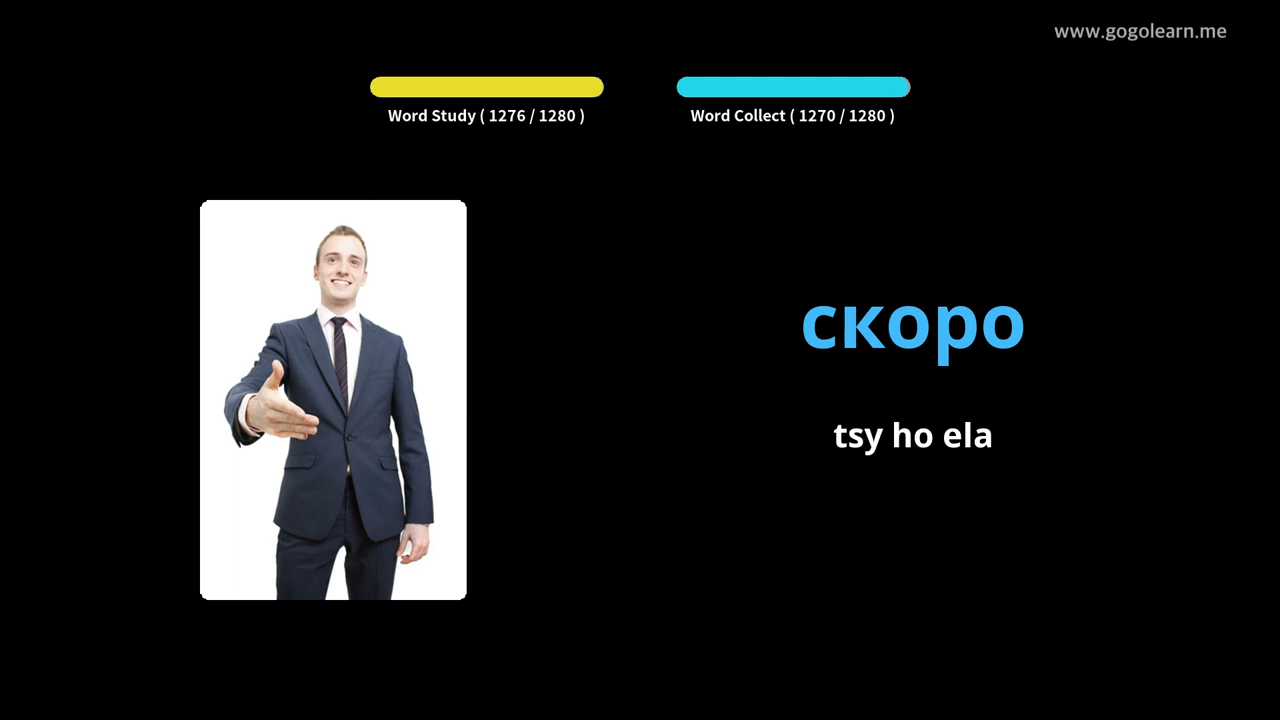 www.gogolearn.me
Word Study ( 1276 / 1280 )
Word Collect ( 1270 / 1280 )
скоро
tsy ho ela